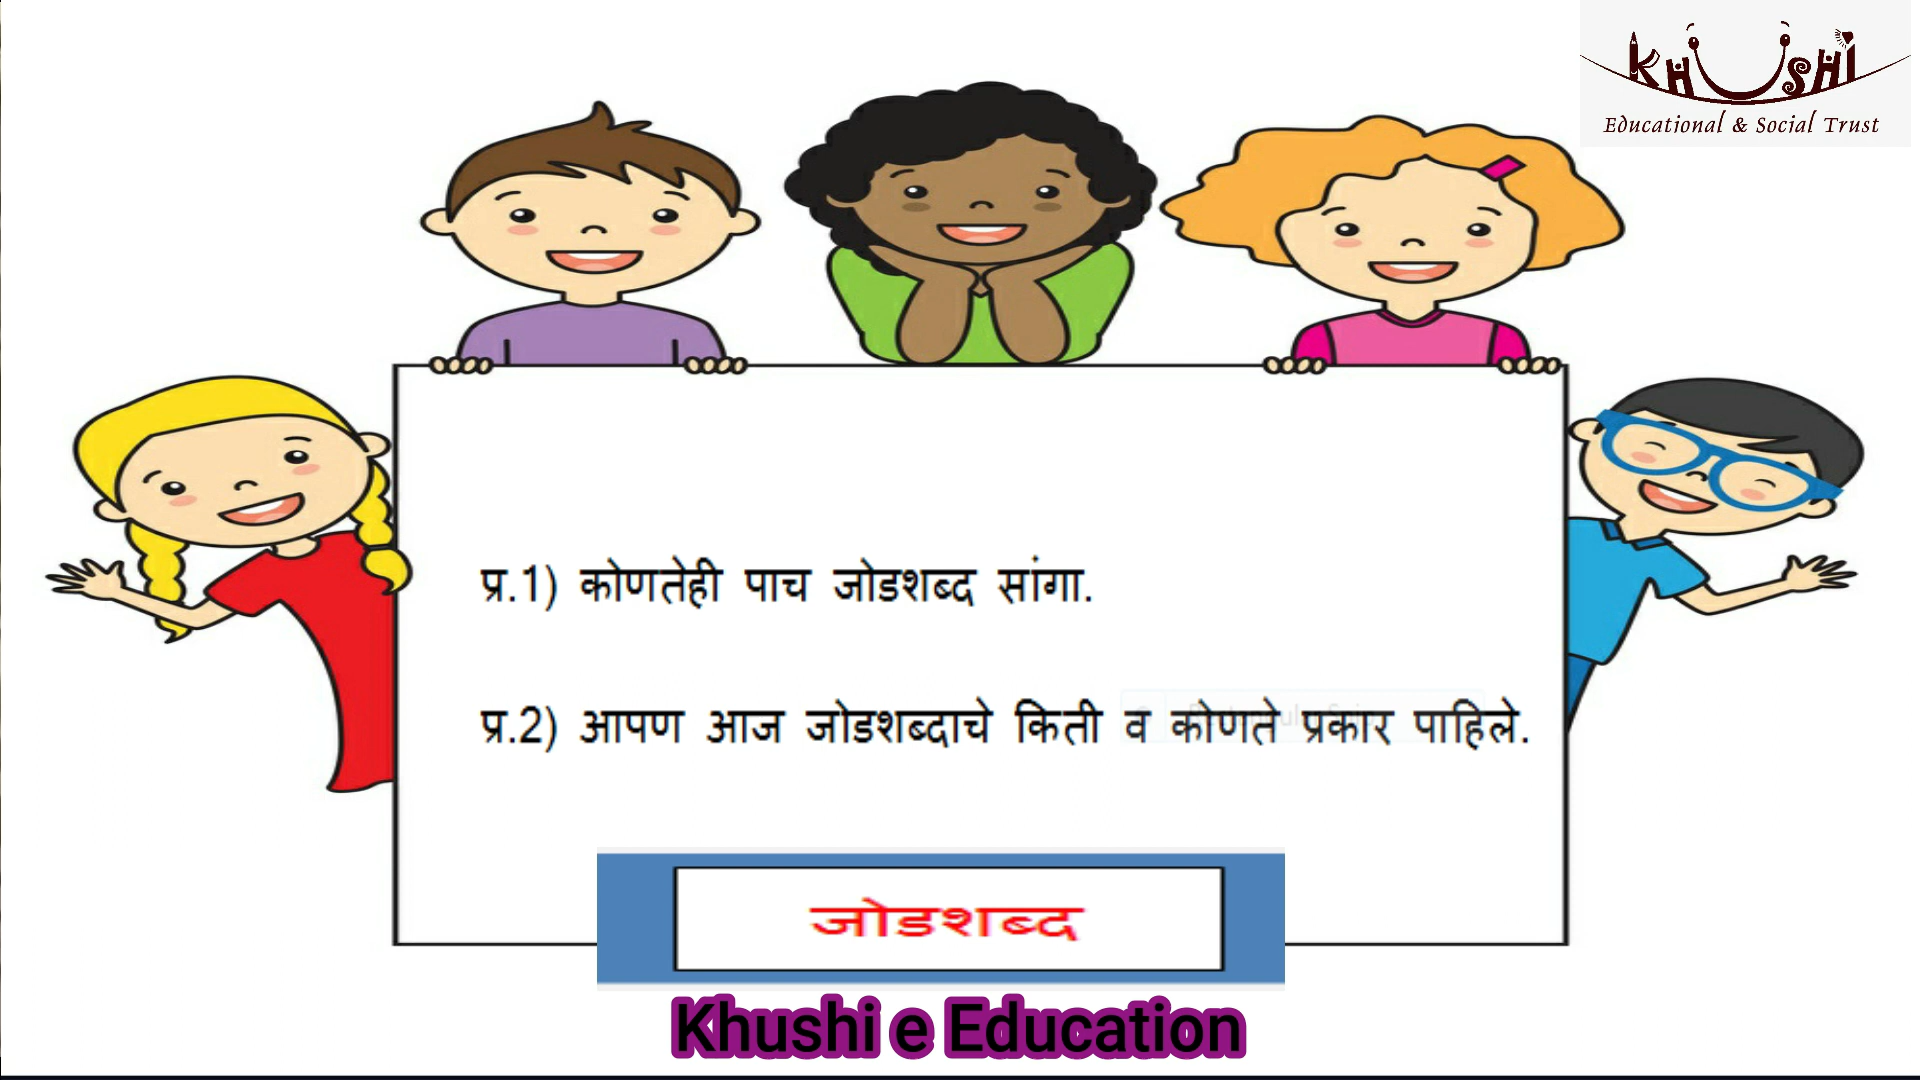 KHUSHI
Educational & Social Trust
प्र.1) कोणतेही पाच जोडशब्द सांगा.
प्र.2) आपण आज जोडशब्दाचे किती व कोणते प्रकार पाहिले.
जोडशब्द
Khushi e Education